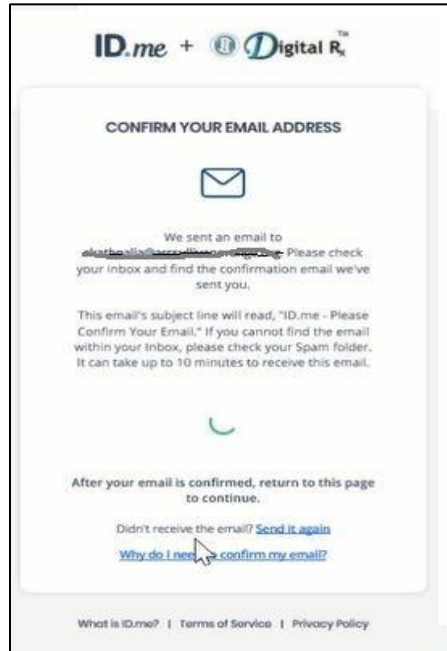 ID.me + Digital Rx TM
CONFIRM YOUR EMAIL ADDRESS
We sent an email to
Please check
your inbox and find the confirmation email we've
sent you.
This email's subject line will read, "ID.me - Please
Confirm Your Email." If you cannot find the email
within your Inbox, please check your Spam folder.
It can take up to 10 minutes to receive this email.
After your email is confirmed, return to this page
to continue.
Didn't receive the email? Send it again
Why do I need to confirm my email?
What is ID.me? | Terms of Service | Privacy Policy